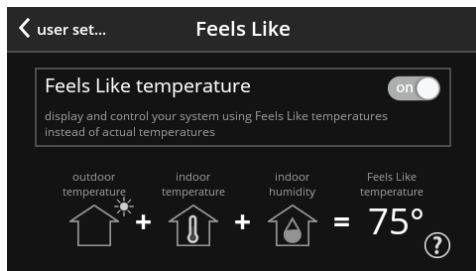 user set...
Feels Like
Feels Like temperature
on
display and control your system using Feels Like temperatures
instead of actual temperatures
outdoor temperature
indoor temperature
indoor humidity
Feels Like temperature
+ + = 75°
?